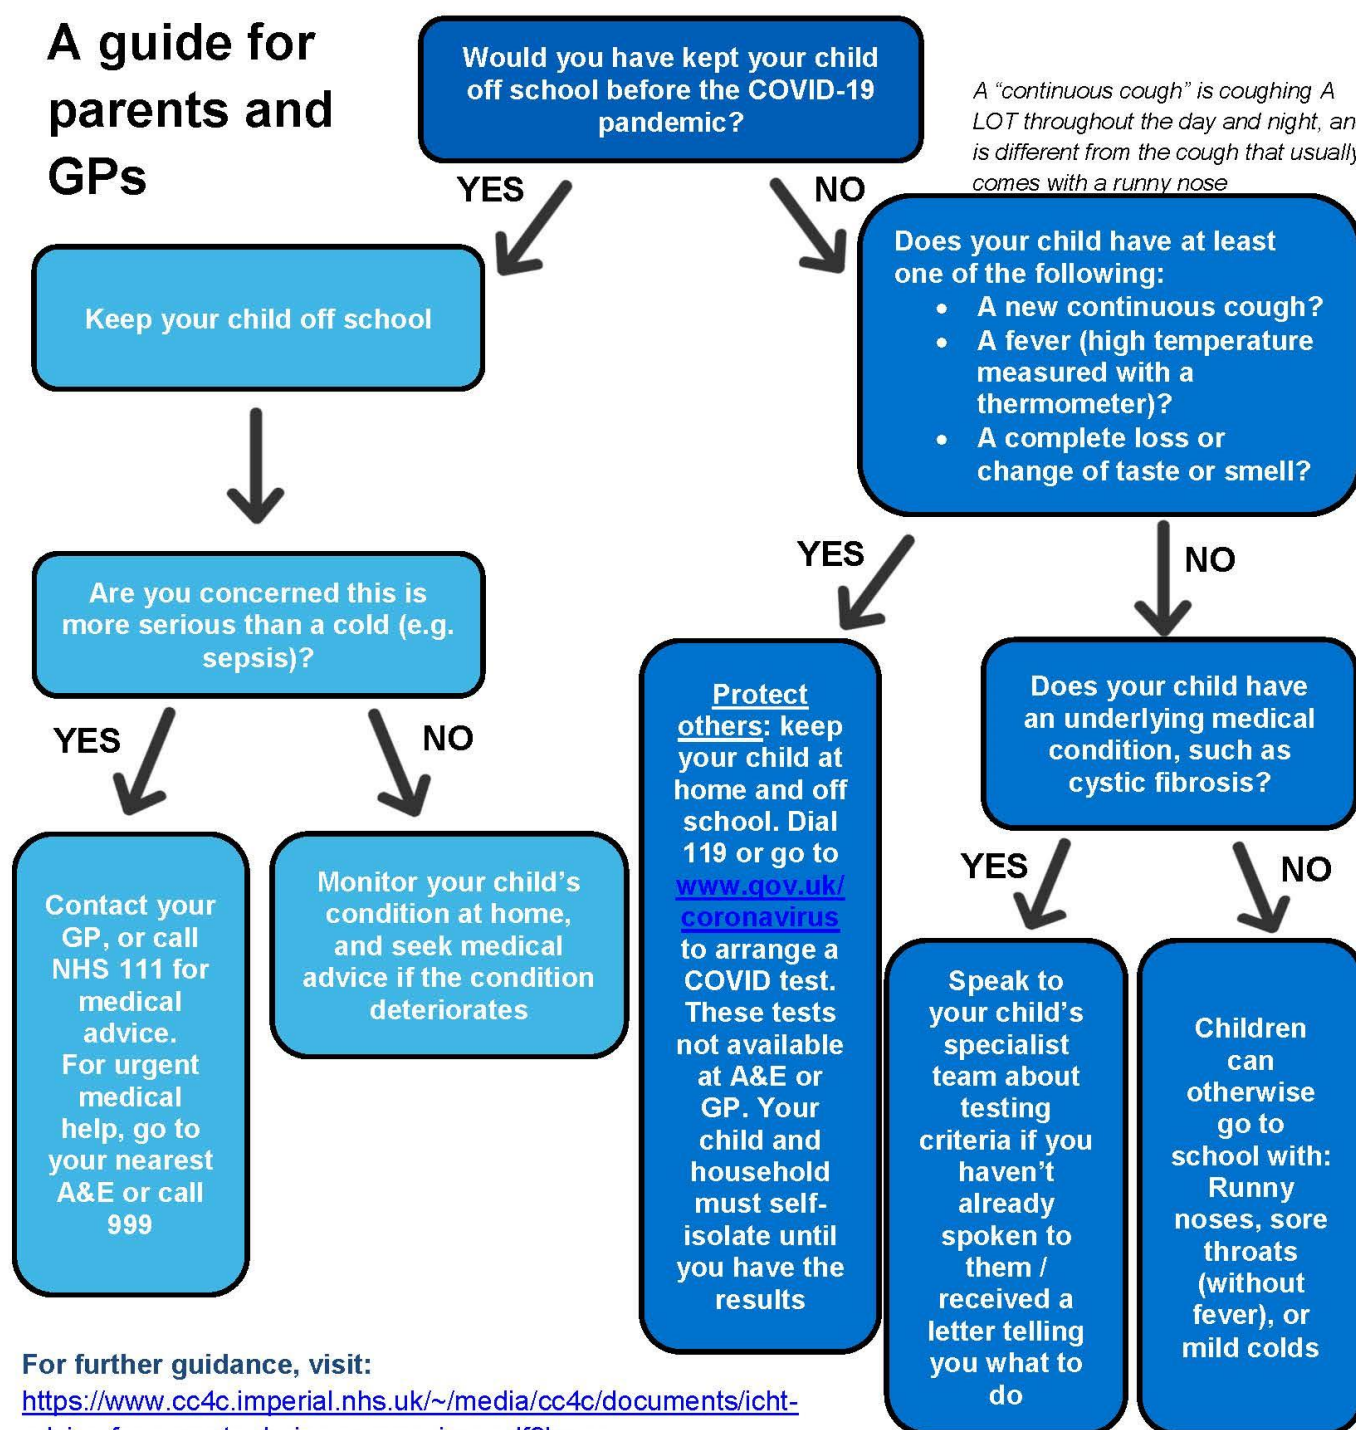 A guide for
parents and
GPs
Would you have kept your child
off school before the COVID-19
pandemic?
A “continuous cough” is coughing A
LOT throughout the day and night, an
is different from the cough that usually
comes with a runny nose
YES
NO
Keep your child off school
Does your child have at least
one of the following:
• A new continuous cough?
• A fever (high temperature
measured with a
thermometer)?
• A complete loss or
change of taste or smell?
Are you concerned this is
more serious than a cold (e.g.
sepsis)?
YES
NO
YES
NO
Contact your
GP, or call
NHS 111 for
medical
advice.
For urgent
medical
help, go to
your nearest
A&E or call
999
Monitor your child’s
condition at home,
and seek medical
advice if the condition
deteriorates
Protect
others: keep
your child at
home and off
school. Dial
119 or go to
www.gov.uk/
coronavirus
to arrange a
COVID test.
These tests
not available
at A&E or
GP. Your
child and
household
must self-
isolate until
you have the
results
Does your child have
an underlying medical
condition, such as
cystic fibrosis?
YES
NO
Speak to
your child’s
specialist
team about
testing
criteria if you
haven’t
already
spoken to
them /
received a
letter telling
you what to
do
Children
can
otherwise
go to
school with:
Runny
noses, sore
throats
(without
fever), or
mild colds
For further guidance, visit:
https://www.cc4c.imperial.nhs.uk/~/media/cc4c/documents/icht-